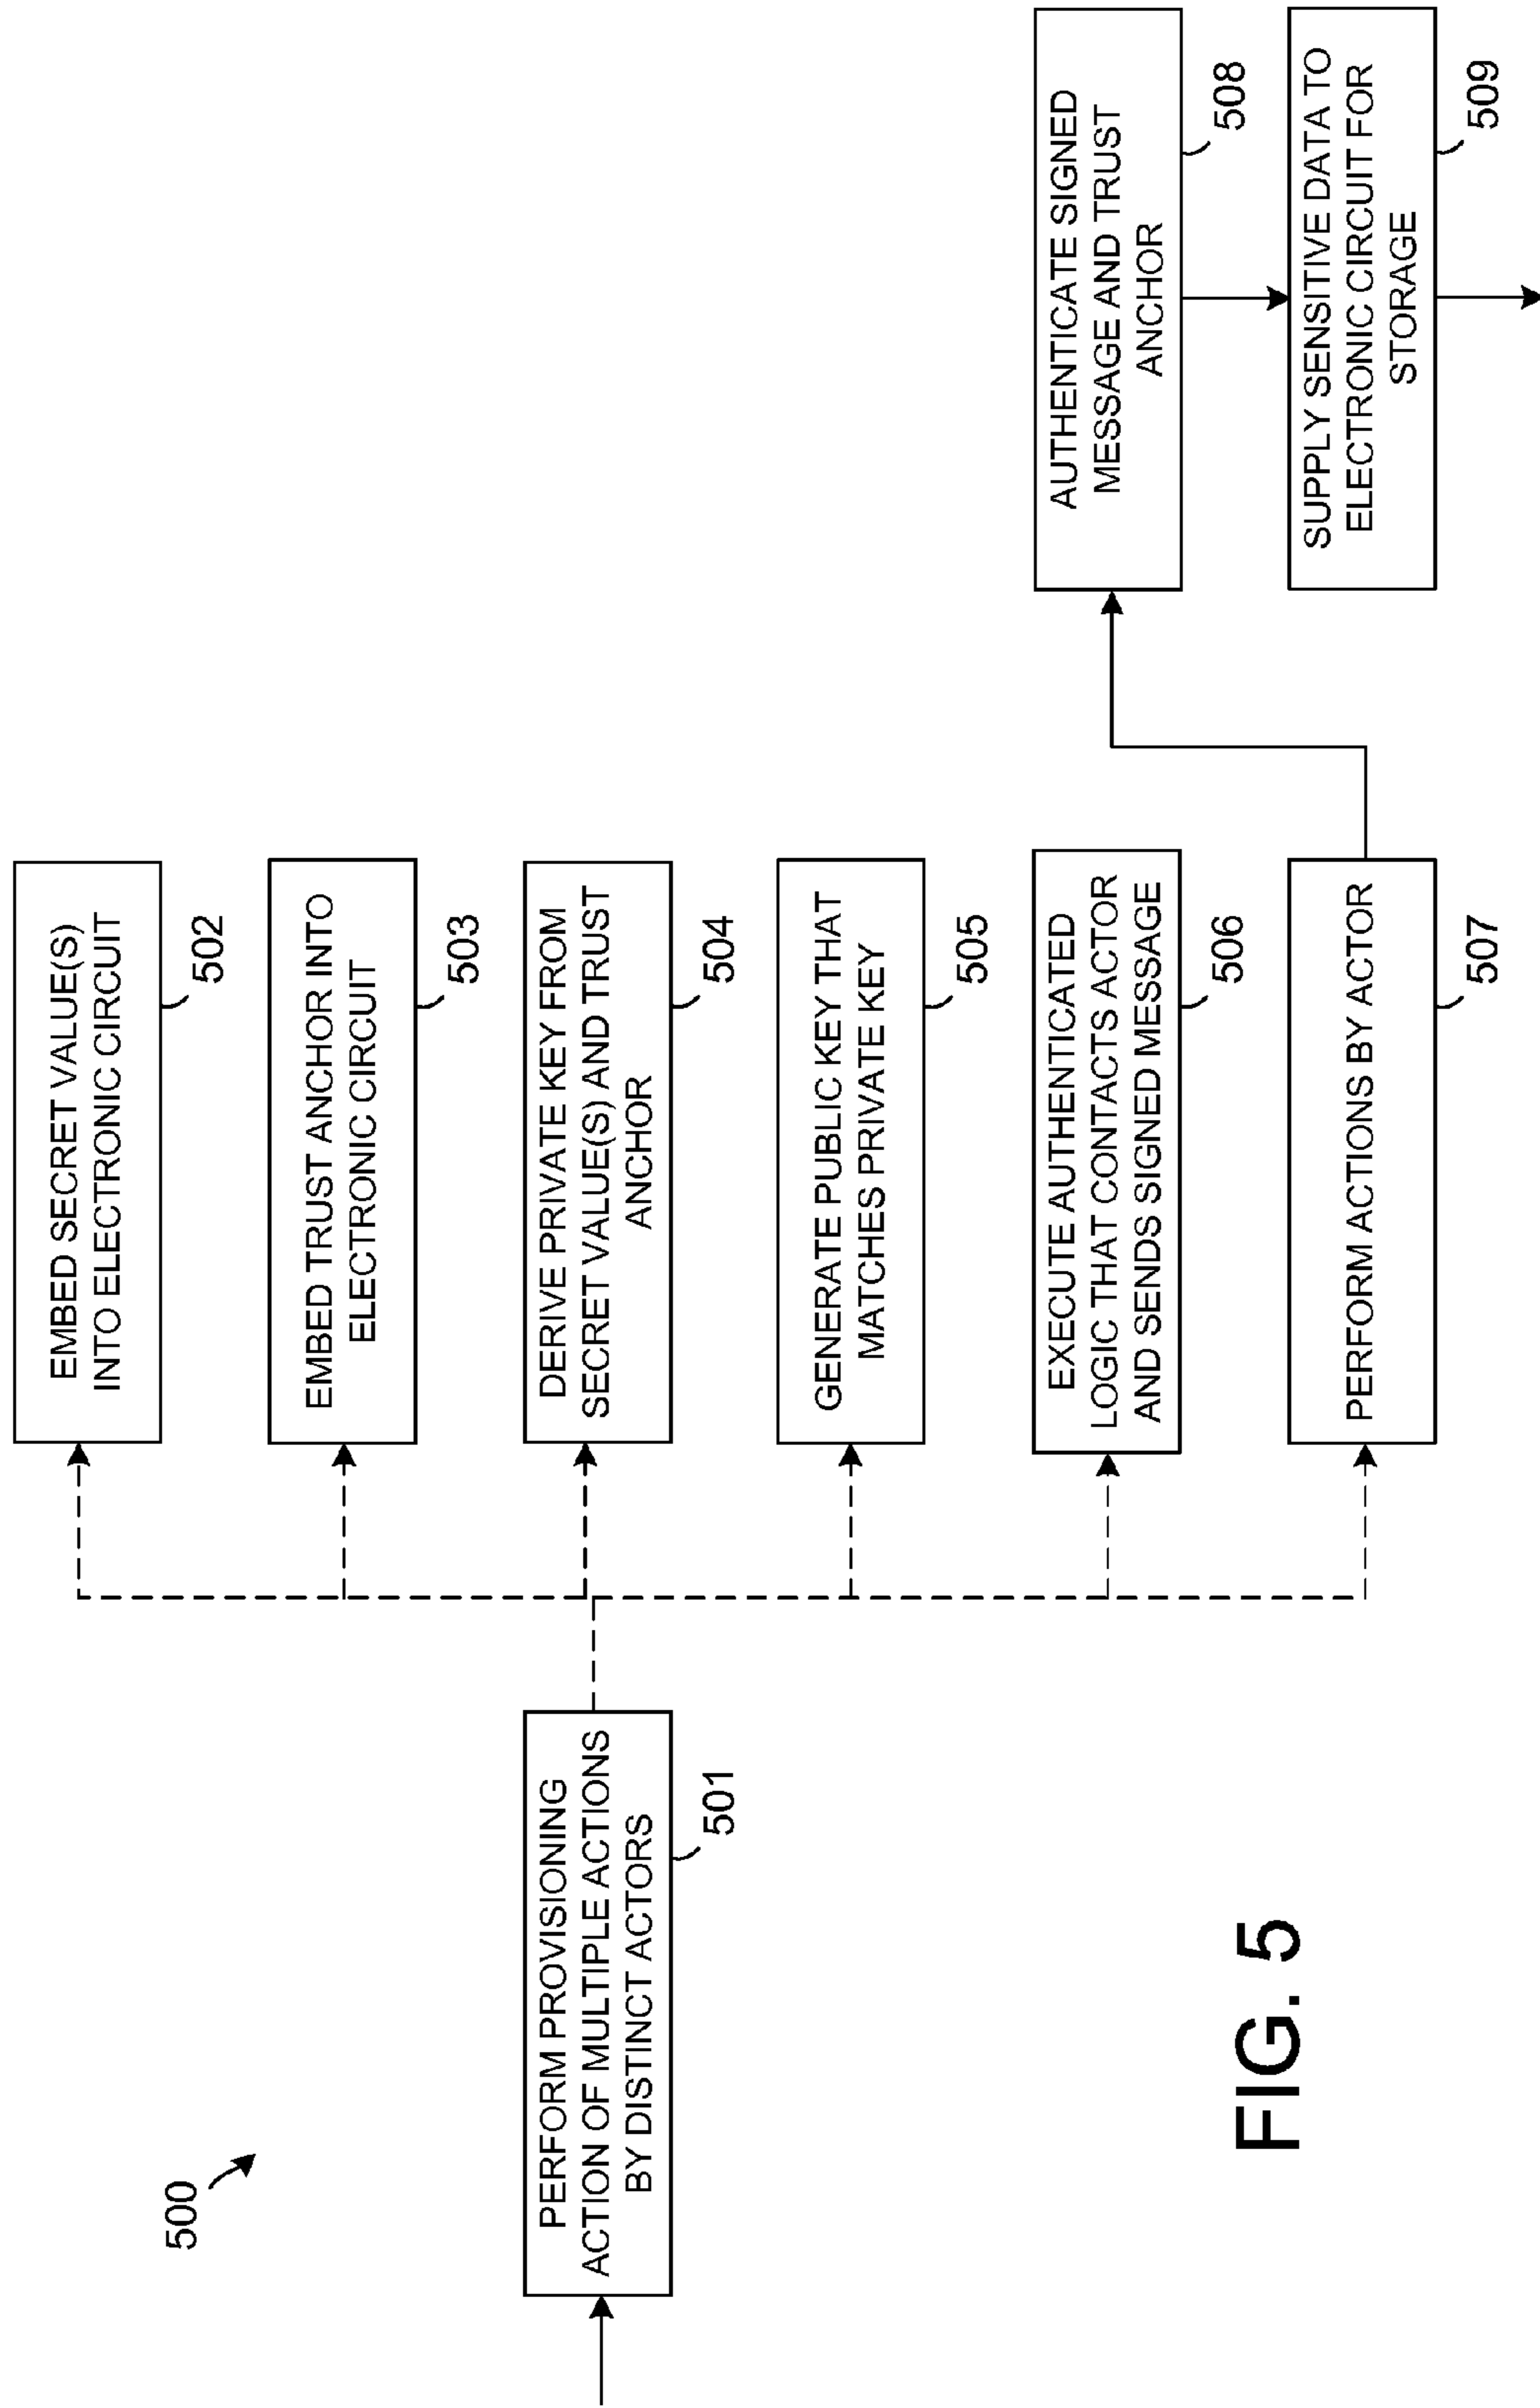 500
PERFORM PROVISIONING
ACTION OF MULTIPLE ACTIONS
BY DISTINCT ACTORS
501
EMBED SECRET VALUE(S)
INTO ELECTRONIC CIRCUIT
502
EMBED TRUST ANCHOR INTO
ELECTRONIC CIRCUIT
503
DERIVE PRIVATE KEY FROM
SECRET VALUE(S) AND TRUST
ANCHOR
504
GENERATE PUBLIC KEY THAT
MATCHES PRIVATE KEY
505
EXECUTE AUTHENTICATED
LOGIC THAT CONTACTS ACTOR
AND SENDS SIGNED MESSAGE
506
PERFORM ACTIONS BY ACTOR
507
AUTHENTICATE SIGNED
MESSAGE AND TRUST
ANCHOR
508
SUPPLY SENSITIVE DATA TO
ELECTRONIC CIRCUIT FOR
STORAGE
509
FIG. 5